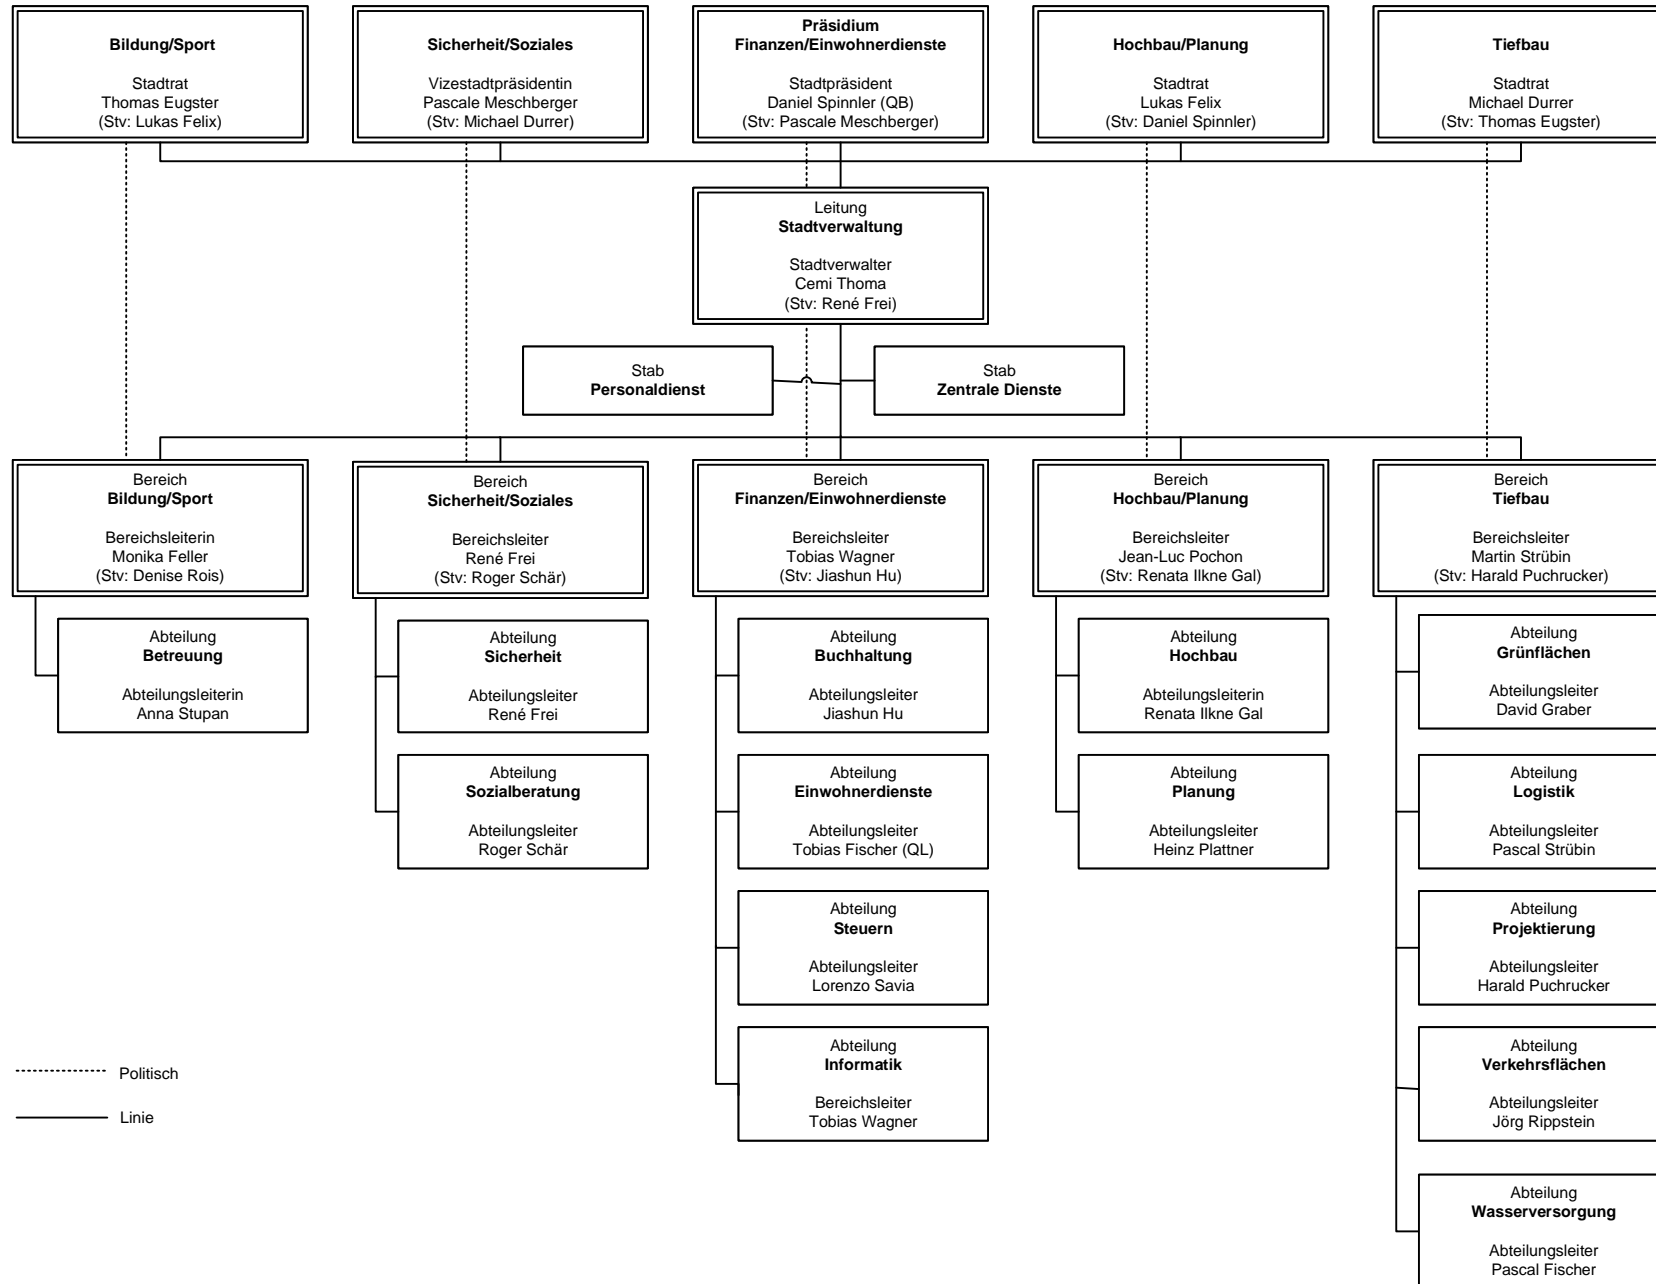 Bildung/Sport
Stadtrat
Thomas Eugster
(Stv: Lukas Felix)
Sicherheit/Soziales
Vizestadtpräsidentin
Pascale Meschberger
(Stv: Michael Durrer)
Präsidium
Finanzen/Einwohnerdienste
Stadtpräsident
Daniel Spinnler (QB)
(Stv: Pascale Meschberger)
Hochbau/Planung
Stadtrat
Lukas Felix
(Stv: Daniel Spinnler)
Tiefbau
Stadtrat
Michael Durrer
(Stv: Thomas Eugster)
Leitung
Stadtverwaltung
Stadtverwalter
Cemi Thoma
(Stv: René Frei)
Stab
Personaldienst
Stab
Zentrale Dienste
Bereich
Bildung/Sport
Bereichsleiterin
Monika Feller
(Stv: Denise Rois)
Bereich
Sicherheit/Soziales
Bereichsleiter
René Frei
(Stv: Roger Schär)
Bereich
Finanzen/Einwohnerdienste
Bereichsleiter
Tobias Wagner
(Stv: Jiashun Hu)
Bereich
Hochbau/Planung
Bereichsleiter
Jean-Luc Pochon
(Stv: Renata Ilkne Gal)
Bereich
Tiefbau
Bereichsleiter
Martin Strübin
(Stv: Harald Puchrucker)
Abteilung
Betreuung
Abteilungsleiterin
Anna Stupan
Abteilung
Sicherheit
Abteilungsleiter
René Frei
Abteilung
Sozialberatung
Abteilungsleiter
Roger Schär
Abteilung
Buchhaltung
Abteilungsleiter
Jiashun Hu
Abteilung
Einwohnerdienste
Abteilungsleiter
Tobias Fischer (QL)
Abteilung
Steuern
Abteilungsleiter
Lorenzo Savia
Abteilung
Informatik
Bereichsleiter
Tobias Wagner
Abteilung
Hochbau
Abteilungsleiterin
Renata Ilkne Gal
Abteilung
Planung
Abteilungsleiter
Heinz Plattner
Abteilung
Grünflächen
Abteilungsleiter
David Graber
Abteilung
Logistik
Abteilungsleiter
Pascal Strübin
Abteilung
Projektierung
Abteilungsleiter
Harald Puchrucker
Abteilung
Verkehrsflächen
Abteilungsleiter
Jörg Rippstein
Abteilung
Wasserversorgung
Abteilungsleiter
Pascal Fischer
Politisch
Linie